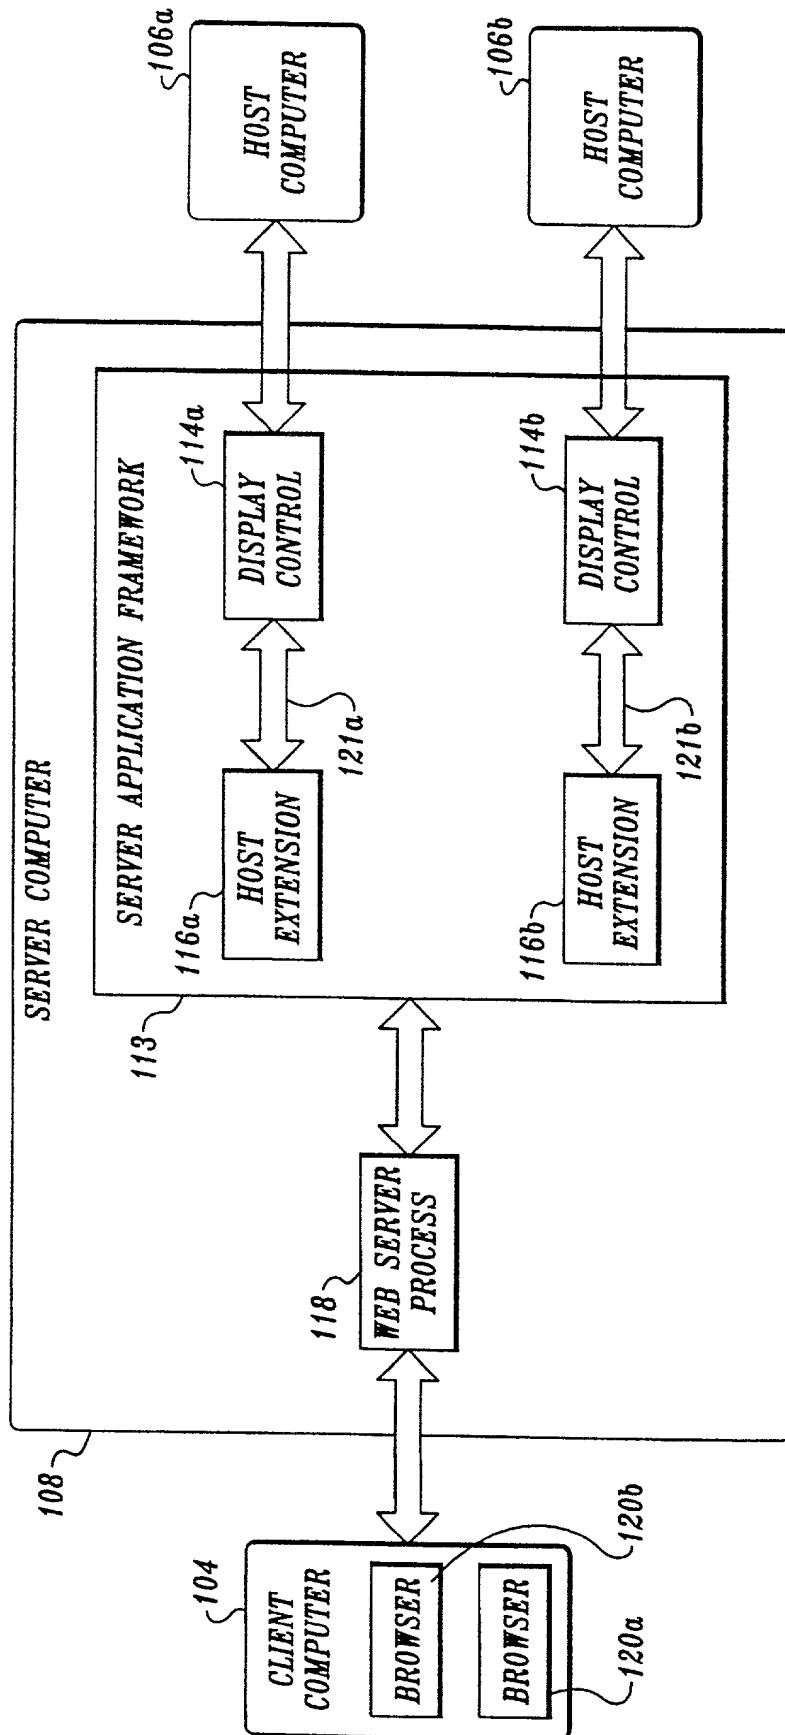 108
SERVER COMPUTER
104
CLIENT
COMPUTER
BROWSER
120b
BROWSER
120a
118
WEB SERVER
PROCESS
113
SERVER APPLICATION FRAMEWORK
116a
HOST
EXTENSION
121a
114a
DISPLAY
CONTROL
106a
HOST
COMPUTER
116b
HOST
EXTENSION
121b
114b
DISPLAY
CONTROL
106b
HOST
COMPUTER